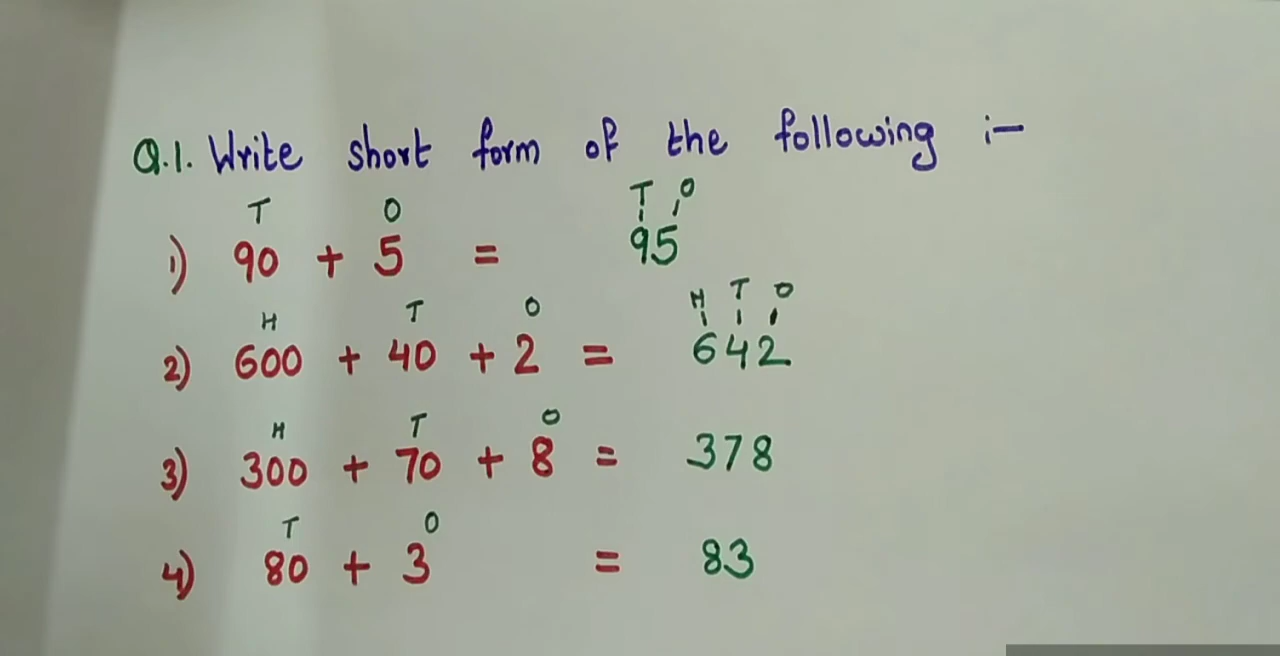 Q.1. Write short form of the following :-
T O T O
1) 90 + 5 = 95
H T O H T O
2) 600 + 40 + 2 = 642
H T O
3) 300 + 70 + 8 = 378
T O
4) 80 + 3 = 83